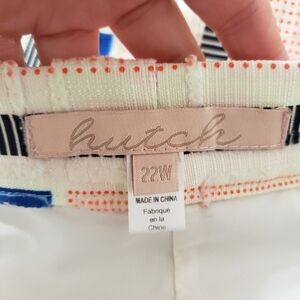 hutch
22W
MADE IN CHINA
Fabriqué
en la
Chine